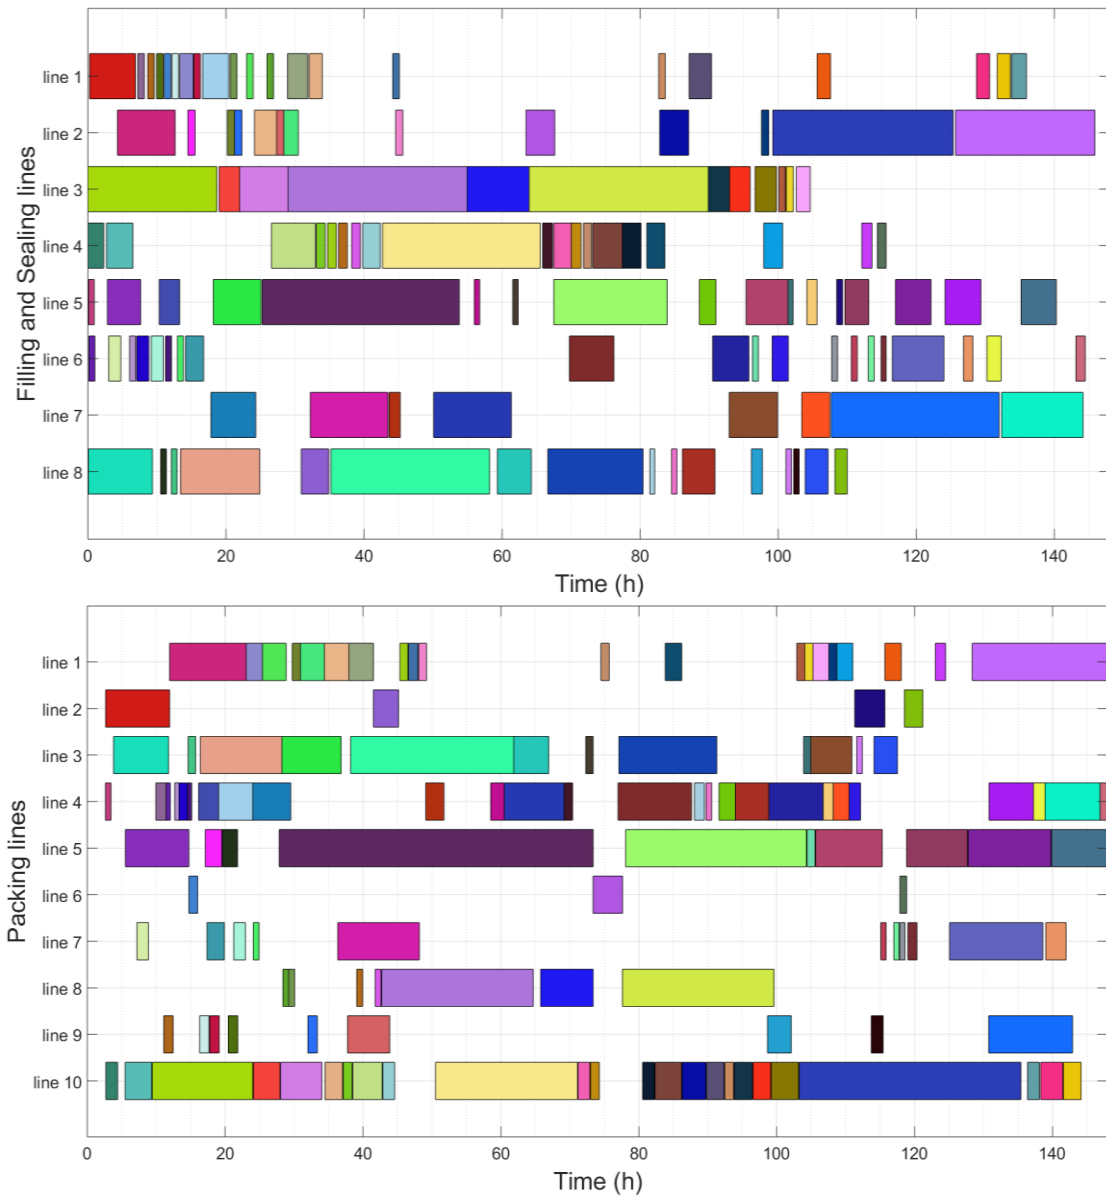 Filling and Sealing lines
line 1
line 2
line 3
line 4
line 5
line 6
line 7
line 8
0 20 40 60 80 100 120 140
Time (h)
Packing lines
line 1
line 2
line 3
line 4
line 5
line 6
line 7
line 8
line 9
line 10
0 20 40 60 80 100 120 140
Time (h)